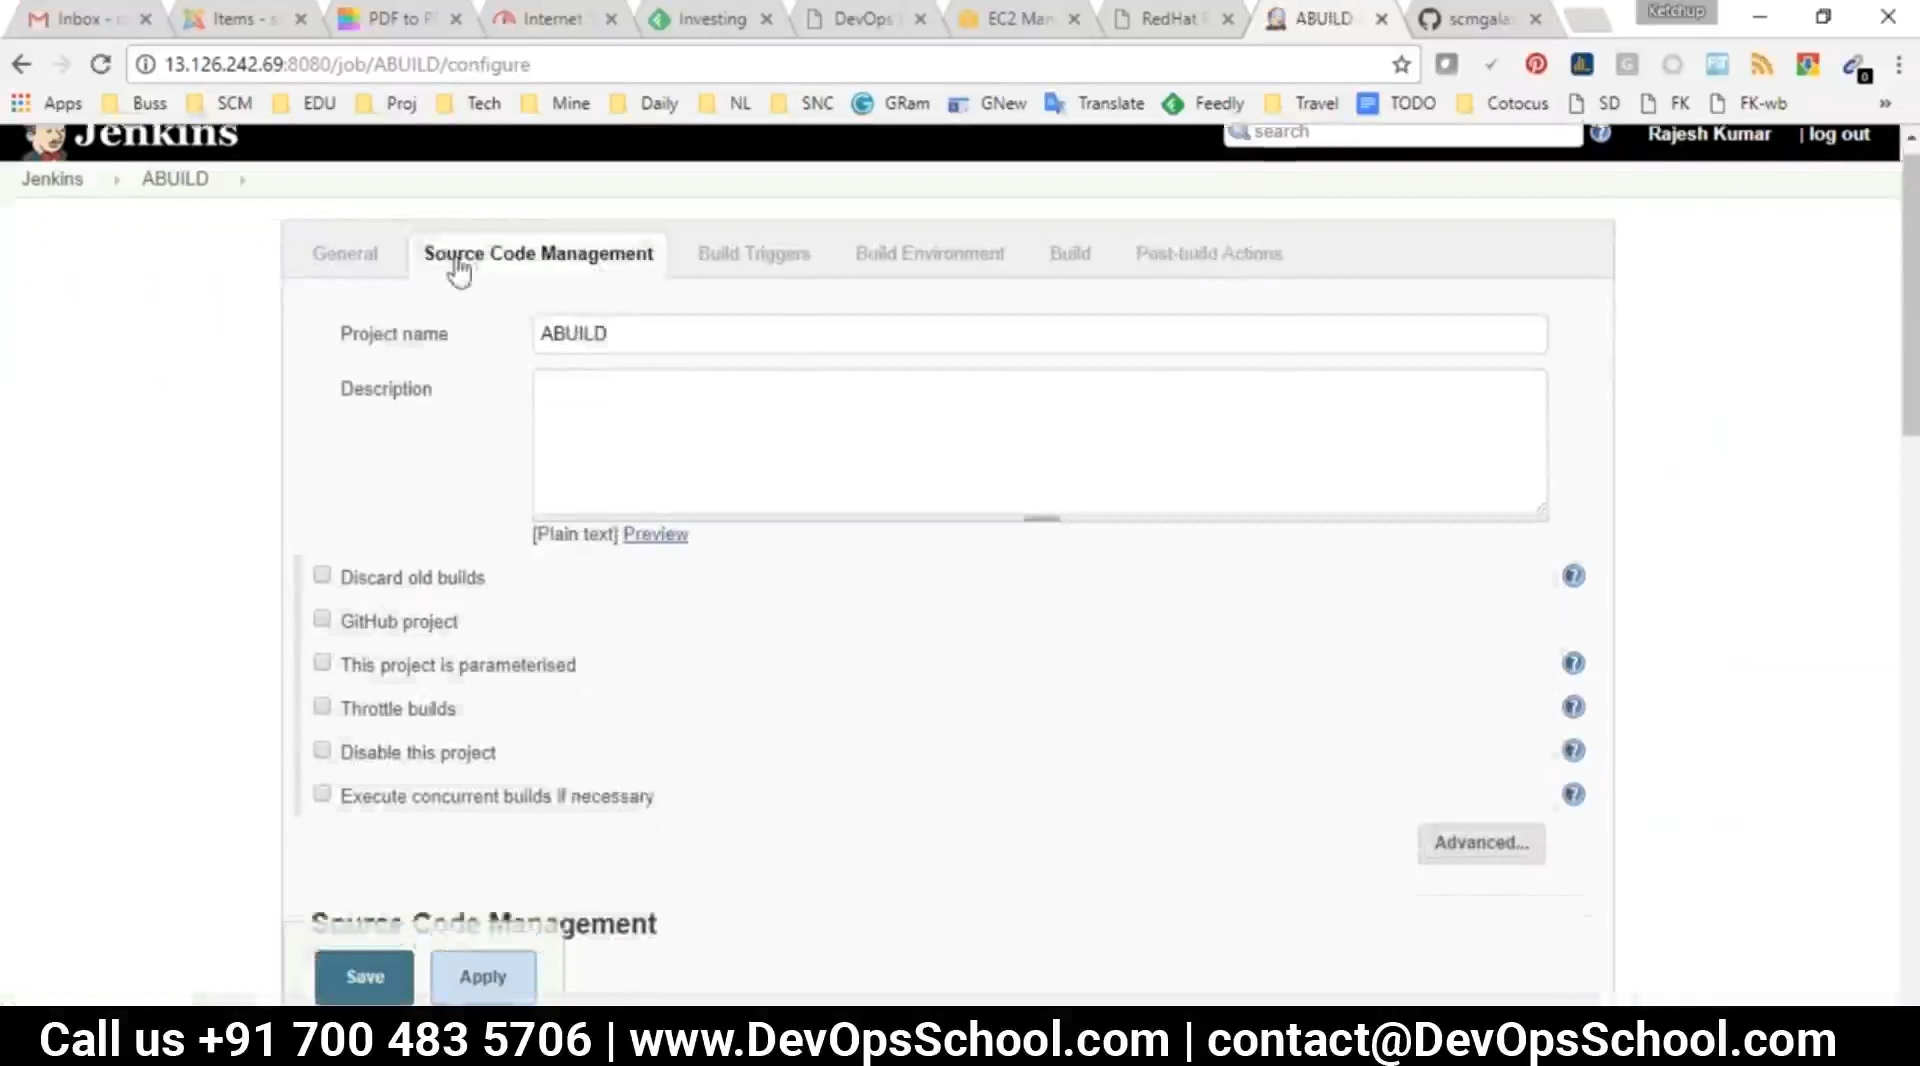 Inbox -
Items - s
PDF to P
Internet S
Investing
DevOps
EC2 Man
RedHat
ABUILD
scmgala
Ketchup
13.126.242.69:8080/job/ABUILD/configure
Apps Buss SCM EDU Proj Tech Mine Daily NL SNC GRam GNew Translate Feedly Travel TODO Cotocus SD FK FK-wb »
Jenkins
search
Rajesh Kumar | log out
Jenkins ABUILD
General Source Code Management Build Triggers Build Environment Build Post-build Actions
Project name ABUILD
Description
[Plain text] Preview
Discard old builds
GitHub project
This project is parameterised
Throttle builds
Disable this project
Execute concurrent builds if necessary
Advanced...
Source Code Management
Save Apply
Call us +91 700 483 5706 | www.DevOpsSchool.com | contact@DevOpsSchool.com